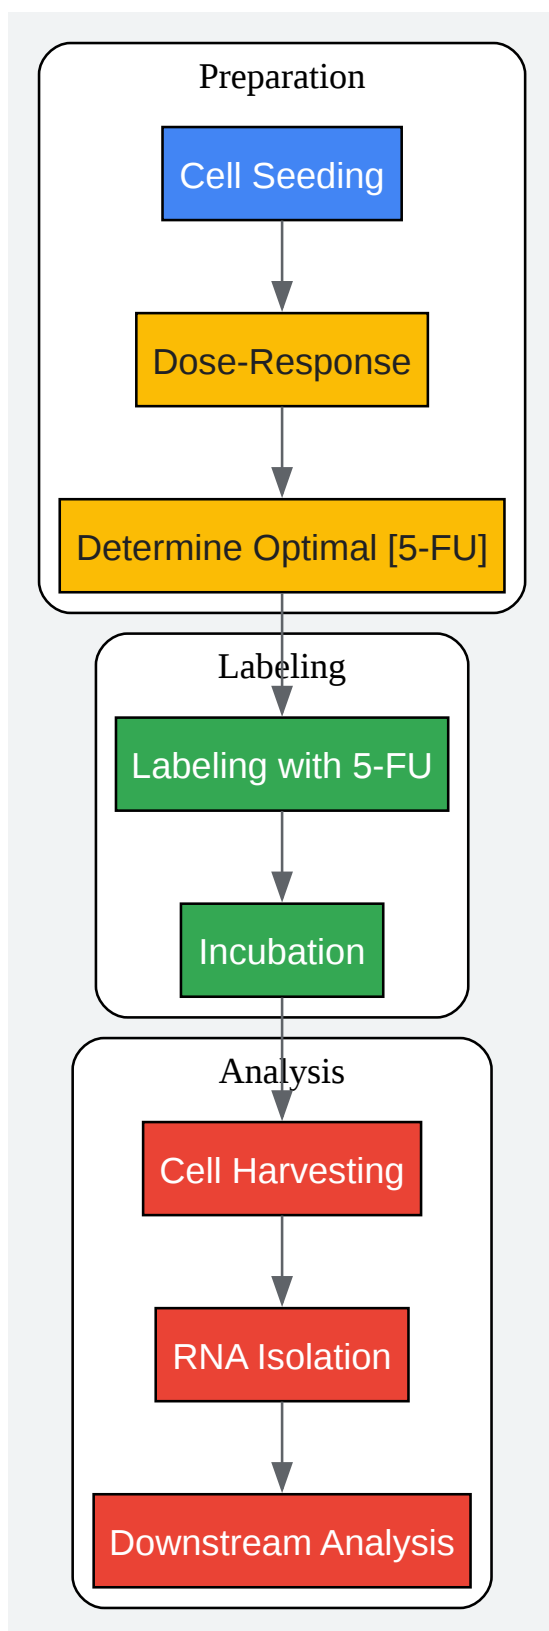 Preparation
Cell Seeding
Dose-Response
Determine Optimal [5-FU]
Labeling
Labeling with 5-FU
Incubation
Analysis
Cell Harvesting
RNA Isolation
Downstream Analysis